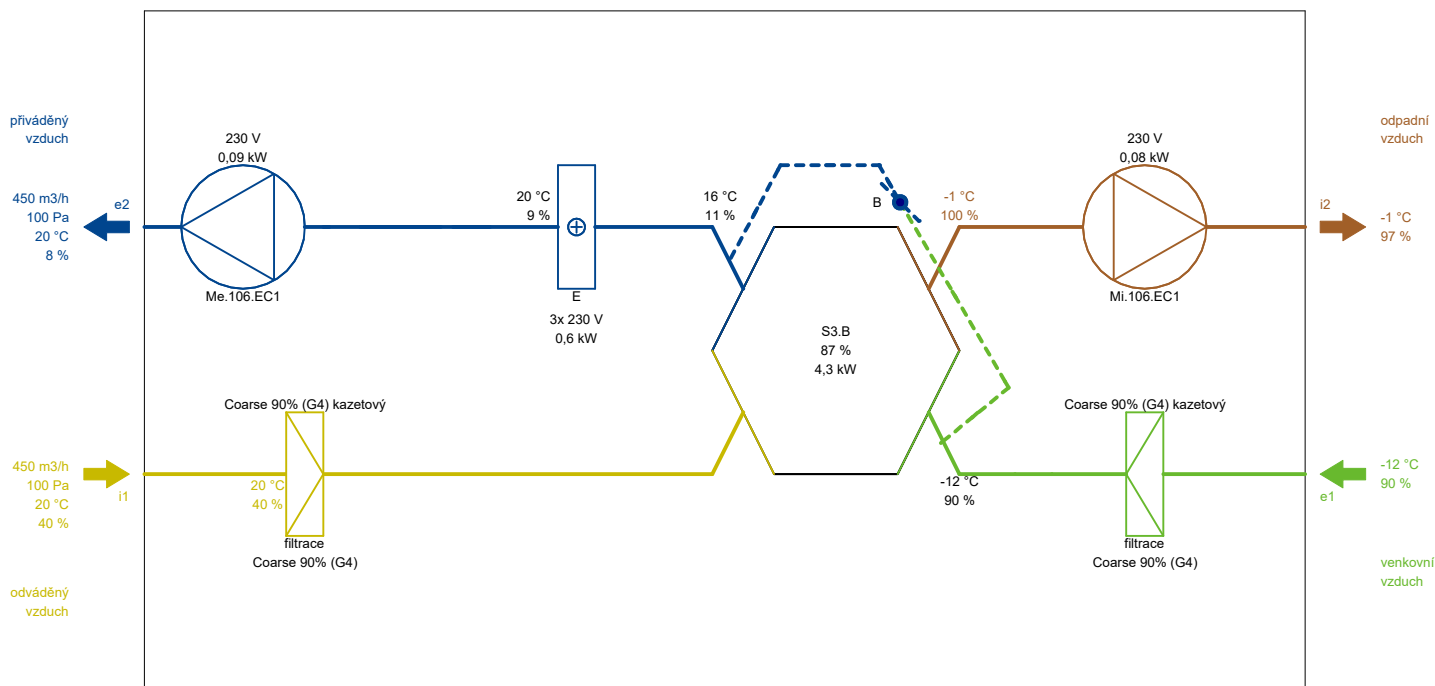 přiváděný
vzduch
450 m3/h
100 Pa
20 °C
8 %
e2
230 V
0,09 kW
Me.106.EC1
20 °C
9 %
E
3x 230 V
0,6 kW
16 °C
11 %
B
-1 °C
100 %
230 V
0,08 kW
Mi.106.EC1
odpadní
vzduch
i2
-1 °C
97 %
S3.B
87 %
4,3 kW
450 m3/h
100 Pa
20 °C
40 %
i1
odváděný
vzduch
Coarse 90% (G4) kazetový
20 °C
40 %
filtrace
Coarse 90% (G4)
-12 °C
90 %
Coarse 90% (G4) kazetový
filtrace
Coarse 90% (G4)
-12 °C
90 %
e1
venkovní
vzduch